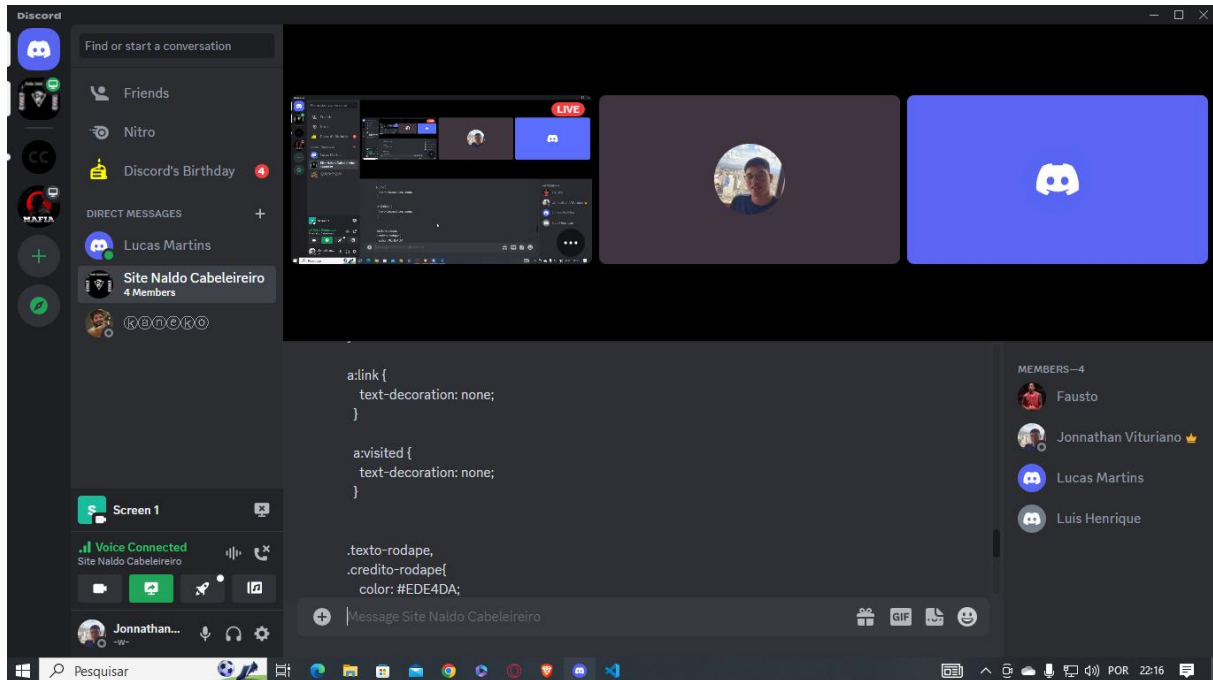 Discord
Find or start a conversation
Friends
Nitro
Discord's Birthday
4
DIRECT MESSAGES
Lucas Martins
Site Naldo Cabeleireiro
4 Members
ⓚⓐⓝⓔⓚⓞ
CC
MAFIA
S
Screen 1
Voice Connected
Site Naldo Cabeleireiro
Jonnathan...
-w-
LIVE
a:link {
text-decoration: none;
}
a:visited {
text-decoration: none;
}
.texto-rodape,
.credito-rodape{
color: #EDE4DA;
Message Site Naldo Cabeleireiro
GIF
MEMBERS—4
Fausto
Jonnathan Vituriano
Lucas Martins
Luis Henrique
Pesquisar
POR
22:16